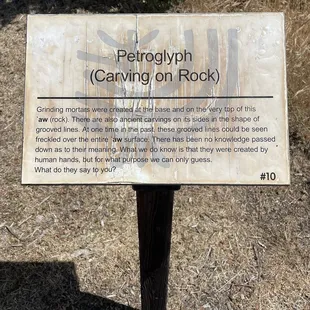 Petroglyph
(Carving on Rock)
Grinding mortars were created at the base and on the very top of this
'aw (rock). There are also ancient carvings on its sides in the shape of
grooved lines. At one time in the past, these grooved lines could be seen
freckled over the entire 'aw surface. There has been no knowledge passed
down as to their meaning. What we do know is that they were created by
human hands, but for what purpose we can only guess.
What do they say to you?
#10